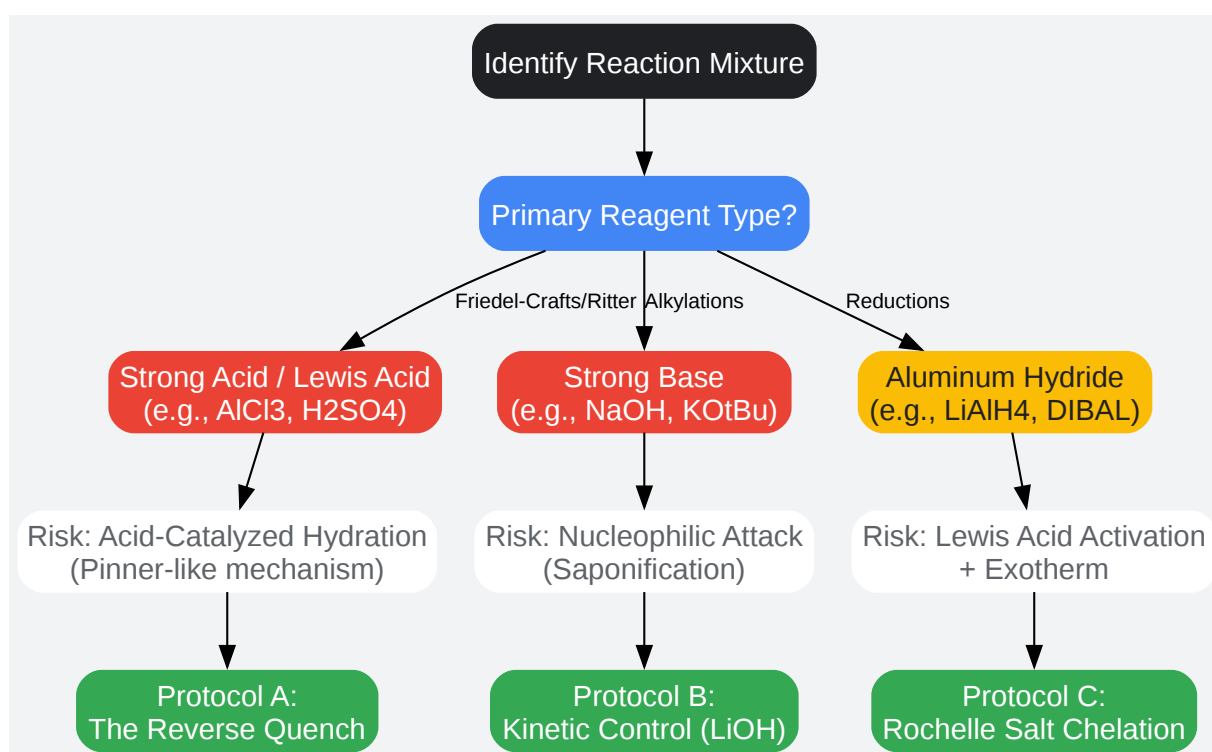 Identify Reaction Mixture
Primary Reagent Type?
Friedel-Crafts/Ritter
Alkylations
Reductions
Strong Acid / Lewis Acid
(e.g., AlCl3, H2SO4)
Strong Base
(e.g., NaOH, KOtBu)
Aluminum Hydride
(e.g., LiAlH4, DIBAL)
Risk: Acid-Catalyzed Hydration
(Pinner-like mechanism)
Risk: Nucleophilic Attack
(Saponification)
Risk: Lewis Acid Activation
+ Exotherm
Protocol A:
The Reverse Quench
Protocol B:
Kinetic Control (LiOH)
Protocol C:
Rochelle Salt Chelation